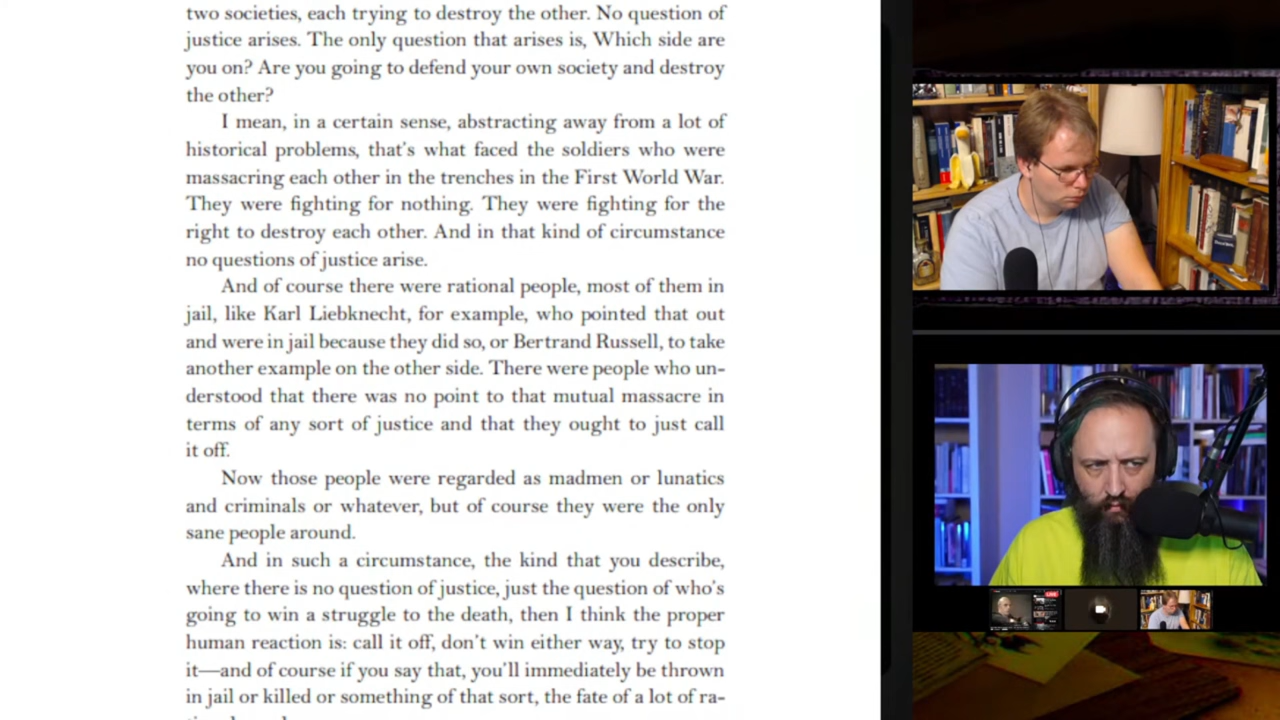 two societies, each trying to destroy the other. No question of
justice arises. The only question that arises is, Which side are
you on? Are you going to defend your own society and destroy
the other?
I mean, in a certain sense, abstracting away from a lot of
historical problems, that's what faced the soldiers who were
massacring each other in the trenches in the First World War.
They were fighting for nothing. They were fighting for the
right to destroy each other. And in that kind of circumstance
no questions of justice arise.
And of course there were rational people, most of them in
jail, like Karl Liebknecht, for example, who pointed that out
and were in jail because they did so, or Bertrand Russell, to take
another example on the other side. There were people who un-
derstood that there was no point to that mutual massacre in
terms of any sort of justice and that they ought to just call
it off.
Now those people were regarded as madmen or lunatics
and criminals or whatever, but of course they were the only
sane people around.
And in such a circumstance, the kind that you describe,
where there is no question of justice, just the question of who's
going to win a struggle to the death, then I think the proper
human reaction is: call it off, don't win either way, try to stop
it—and of course if you say that, you'll immediately be thrown
in jail or killed or something of that sort, the fate of a lot of ra-